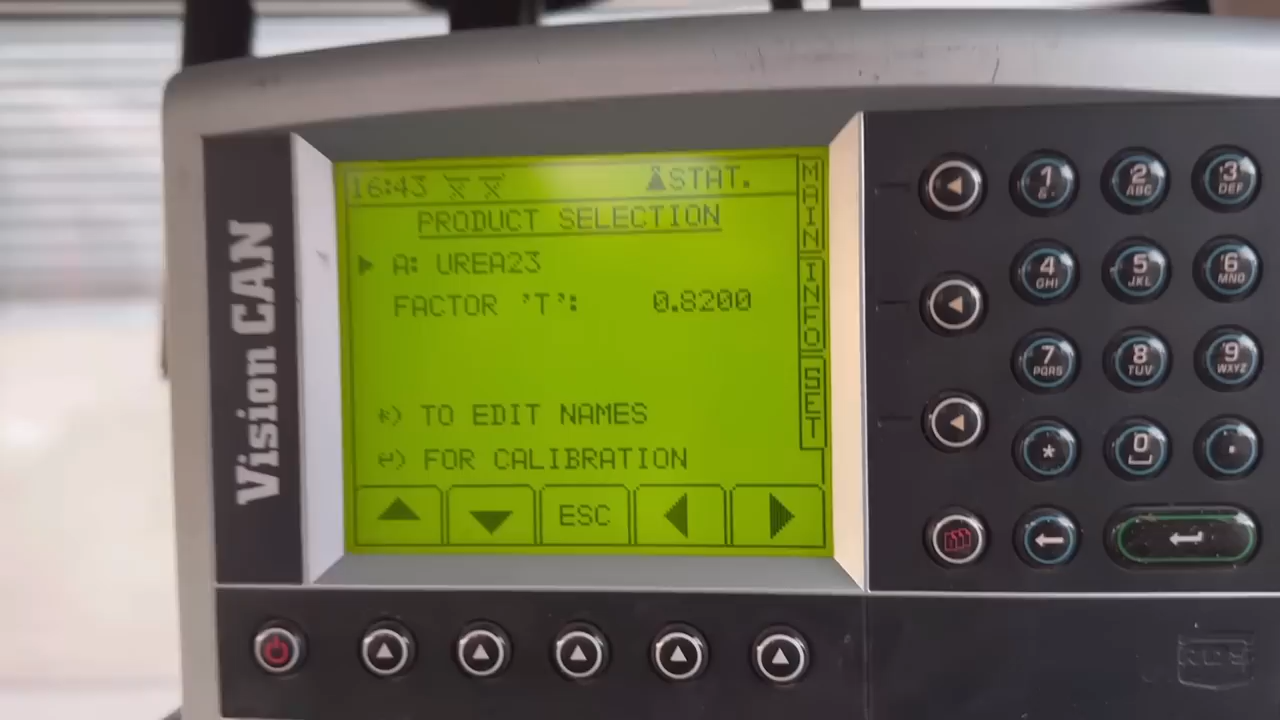 Vision CAN
16:43 STAT.
PRODUCT SELECTION
A: UREA23
FACTOR 'T': 0.8200
*) TO EDIT NAMES
↵) FOR CALIBRATION
ESC
MAIN
INFO
SET
1
2 ABC
3 DEF
4 GHI
5 JKL
6 MNO
7 PQRS
8 TUV
9 WXYZ
* 0 .